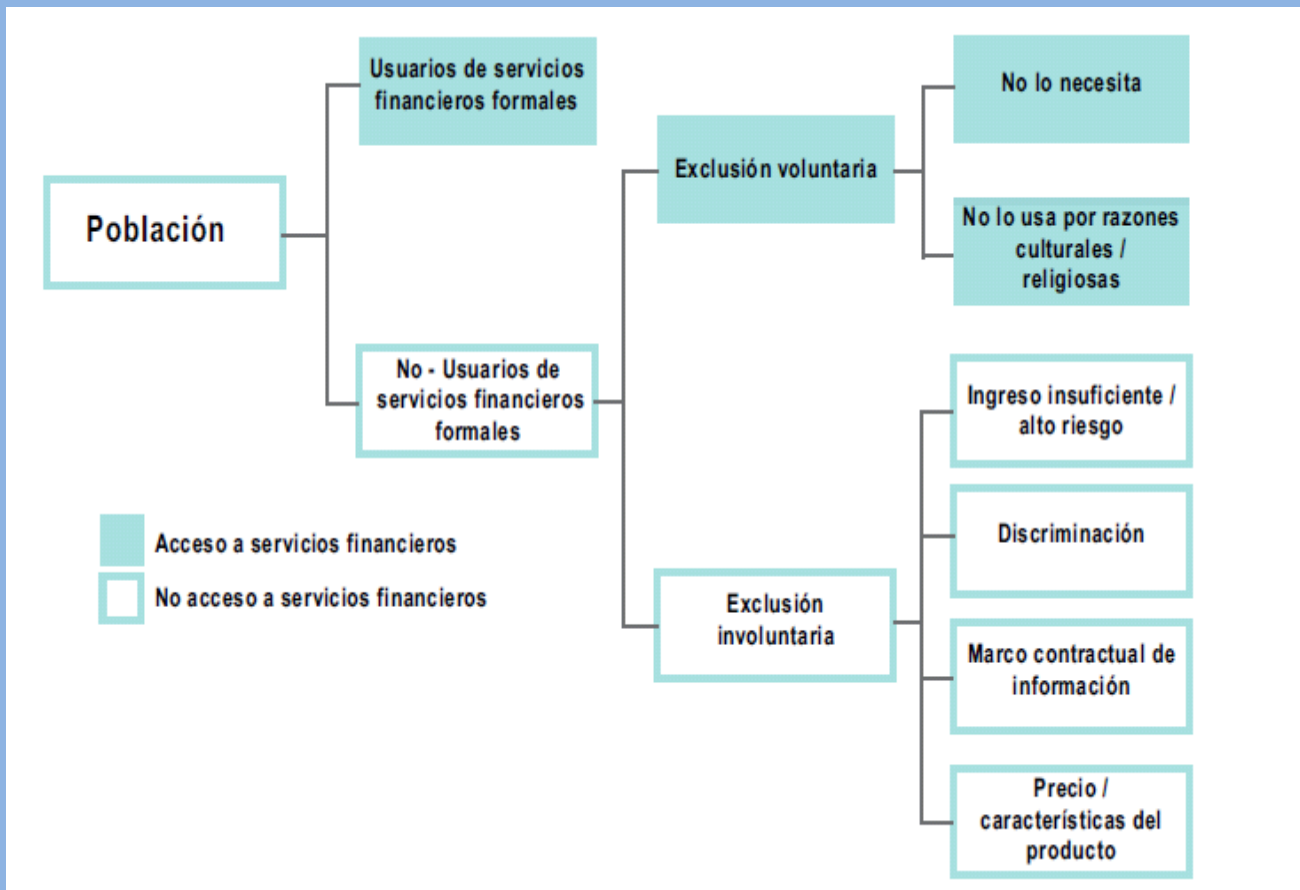 Usuarios de servicios
financieros formales
No lo necesita
Exclusión voluntaria
Población
No lo usa por razones
culturales /
religiosas
No - Usuarios de
servicios financieros
formales
Ingreso insuficiente /
alto riesgo
Acceso a servicios financieros
No acceso a servicios financieros
Discriminación
Exclusión
involuntaria
Marco contractual de
información
Precio /
características del
producto